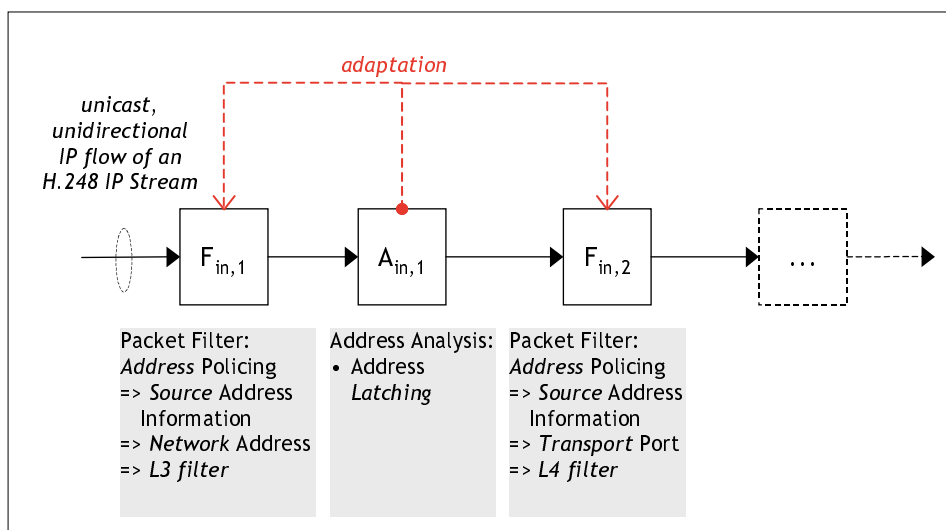 adaptation
unicast,
unidirectional
IP flow of an
H.248 IP Stream
F in,1
A in,1
F in,2
...
Packet Filter:
Address Policing
=> Source Address
Information
=> Network Address
=> L3 filter
Address Analysis:
• Address
Latching
Packet Filter:
Address Policing
=> Source Address
Information
=> Transport Port
=> L4 filter